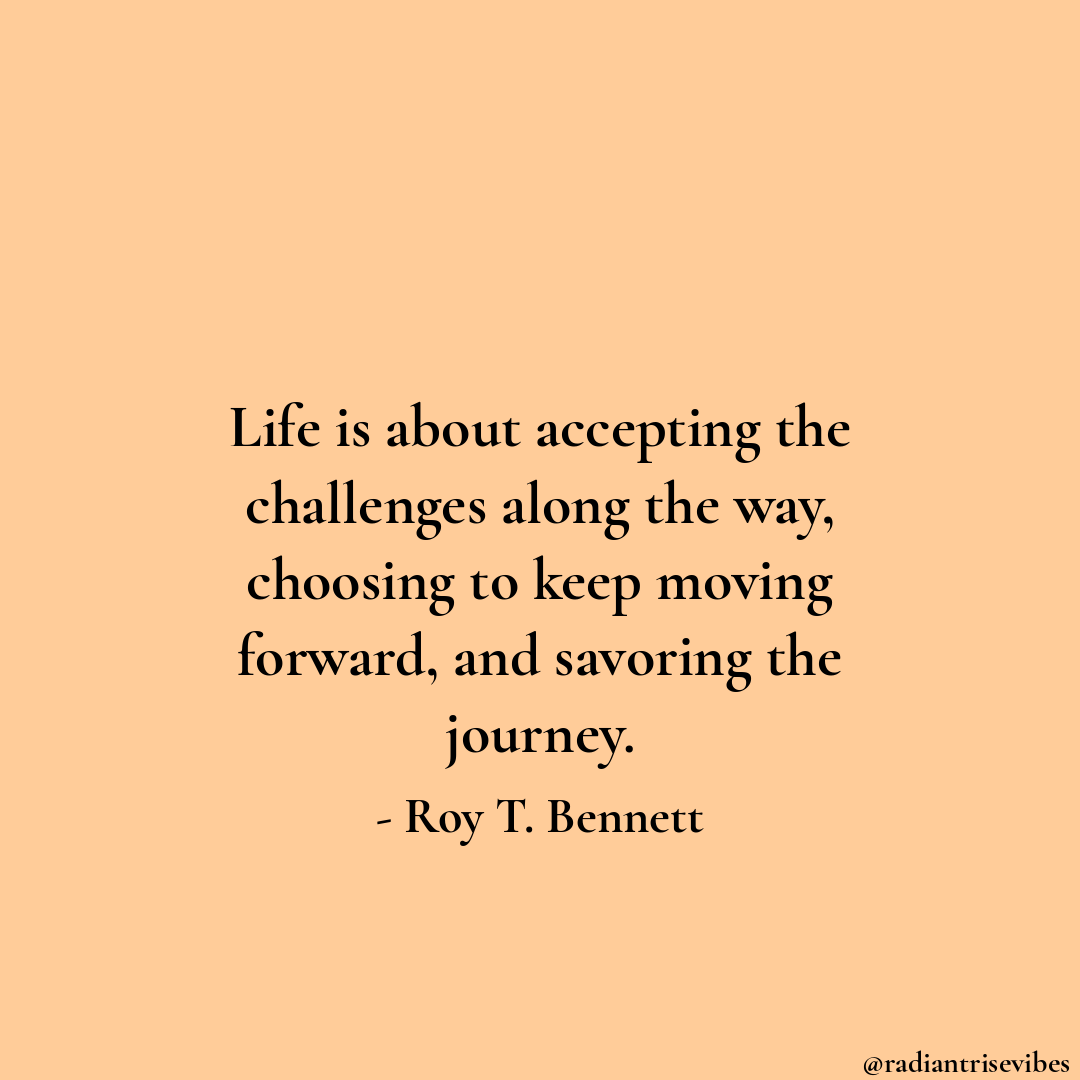 Life is about accepting the
challenges along the way,
choosing to keep moving
forward, and savoring the
journey.
- Roy T. Bennett
@radiantrisevibes